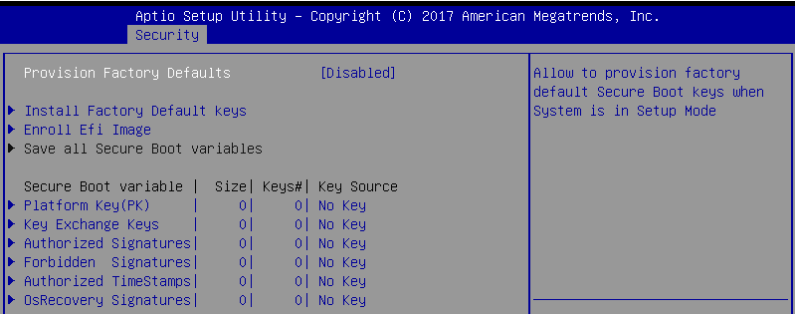 Aptio Setup Utility – Copyright (C) 2017 American Megatrends, Inc.
Security
Provision Factory Defaults [Disabled]
Allow to provision factory
default Secure Boot keys when
System is in Setup Mode
Install Factory Default keys
Enroll Efi Image
Save all Secure Boot variables
Secure Boot variable | Size| Keys#| Key Source
Platform Key(PK) | 0| 0| No Key
Key Exchange Keys | 0| 0| No Key
Authorized Signatures| 0| 0| No Key
Forbidden Signatures| 0| 0| No Key
Authorized TimeStamps| 0| 0| No Key
OsRecovery Signatures| 0| 0| No Key